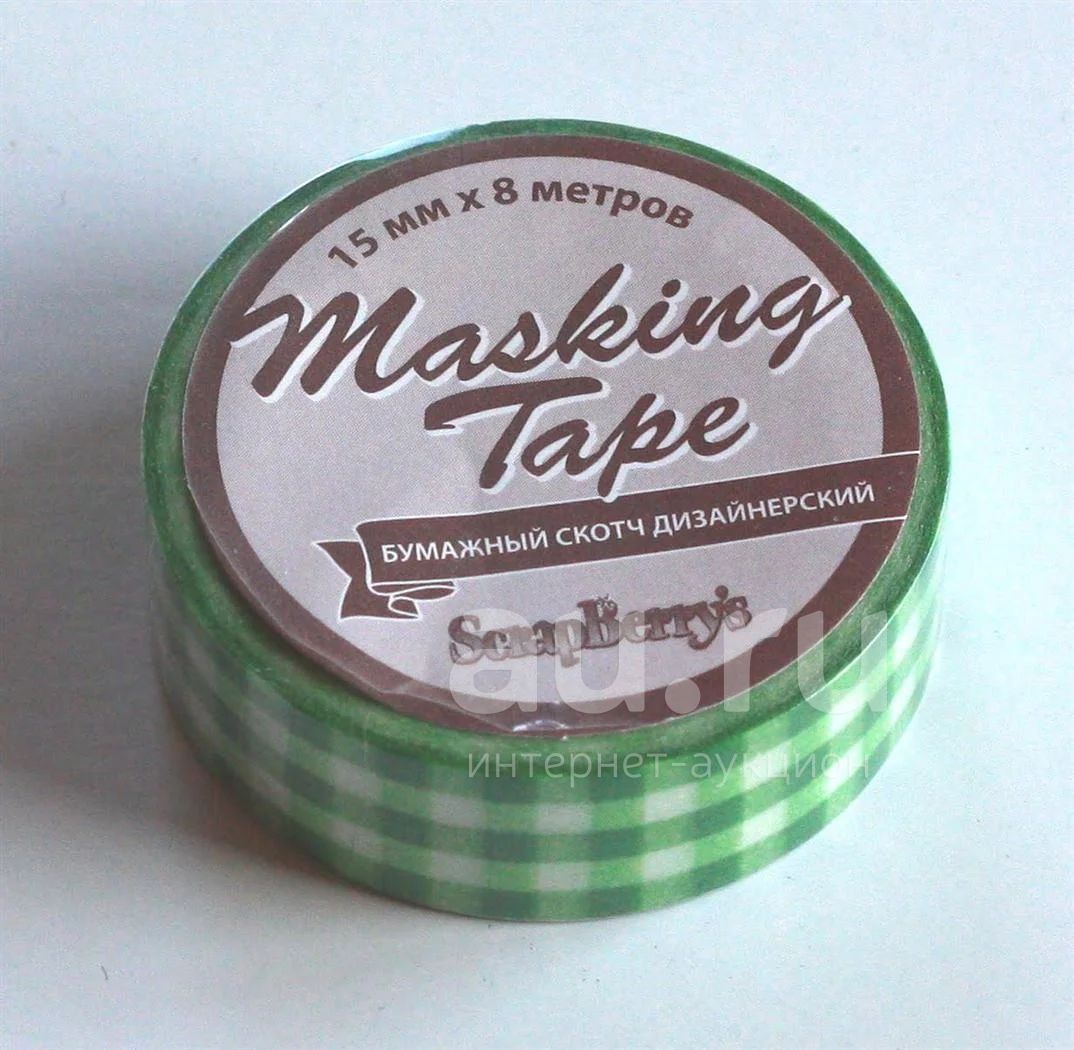 15 мм х 8 метров
Masking
Tape
БУМАЖНЫЙ СКОТЧ ДИЗАЙНЕРСКИЙ
ScrapBerry's
au.ru
интернет-аукцион